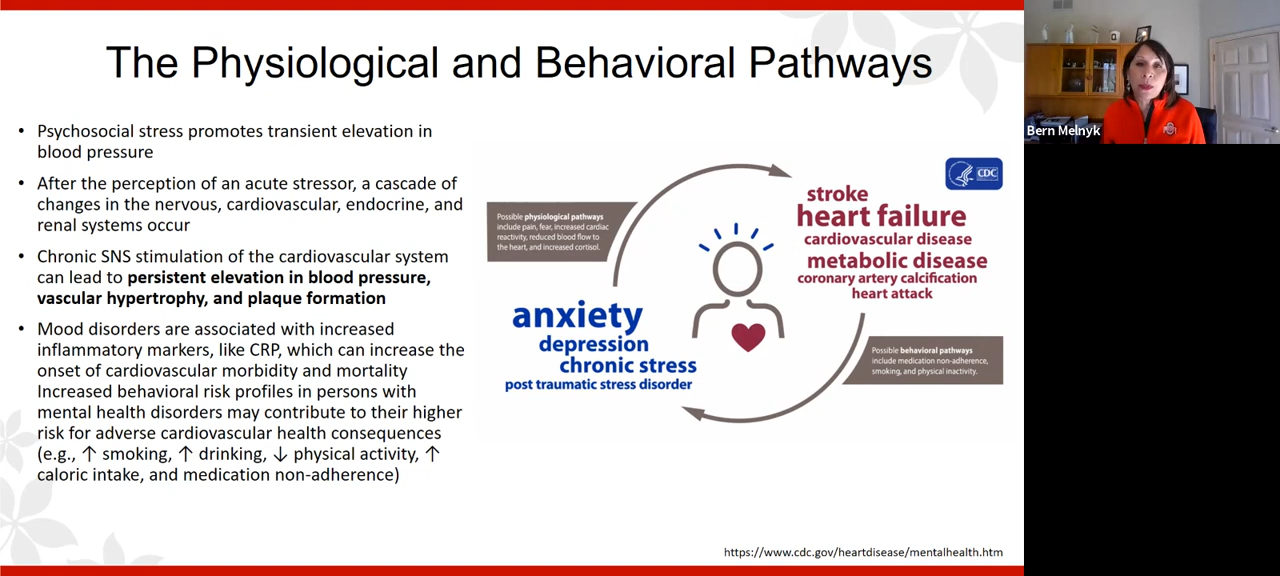 The Physiological and Behavioral Pathways
• Psychosocial stress promotes transient elevation in
blood pressure
• After the perception of an acute stressor, a cascade of
changes in the nervous, cardiovascular, endocrine, and
renal systems occur
• Chronic SNS stimulation of the cardiovascular system
can lead to persistent elevation in blood pressure,
vascular hypertrophy, and plaque formation
• Mood disorders are associated with increased
inflammatory markers, like CRP, which can increase the
onset of cardiovascular morbidity and mortality
Increased behavioral risk profiles in persons with
mental health disorders may contribute to their higher
risk for adverse cardiovascular health consequences
(e.g., ↑ smoking, ↑ drinking, ↓ physical activity, ↑
caloric intake, and medication non-adherence)
Possible physiological pathways
include pain, fear, increased cardiac
reactivity, reduced blood flow to
the heart, and increased cortisol.
anxiety
depression
chronic stress
post traumatic stress disorder
CDC
stroke
heart failure
cardiovascular disease
metabolic disease
coronary artery calcification
heart attack
Possible behavioral pathways
include medication non-adherence,
smoking, and physical inactivity.
https://www.cdc.gov/heartdisease/mentalhealth.htm
Bern Melnyk